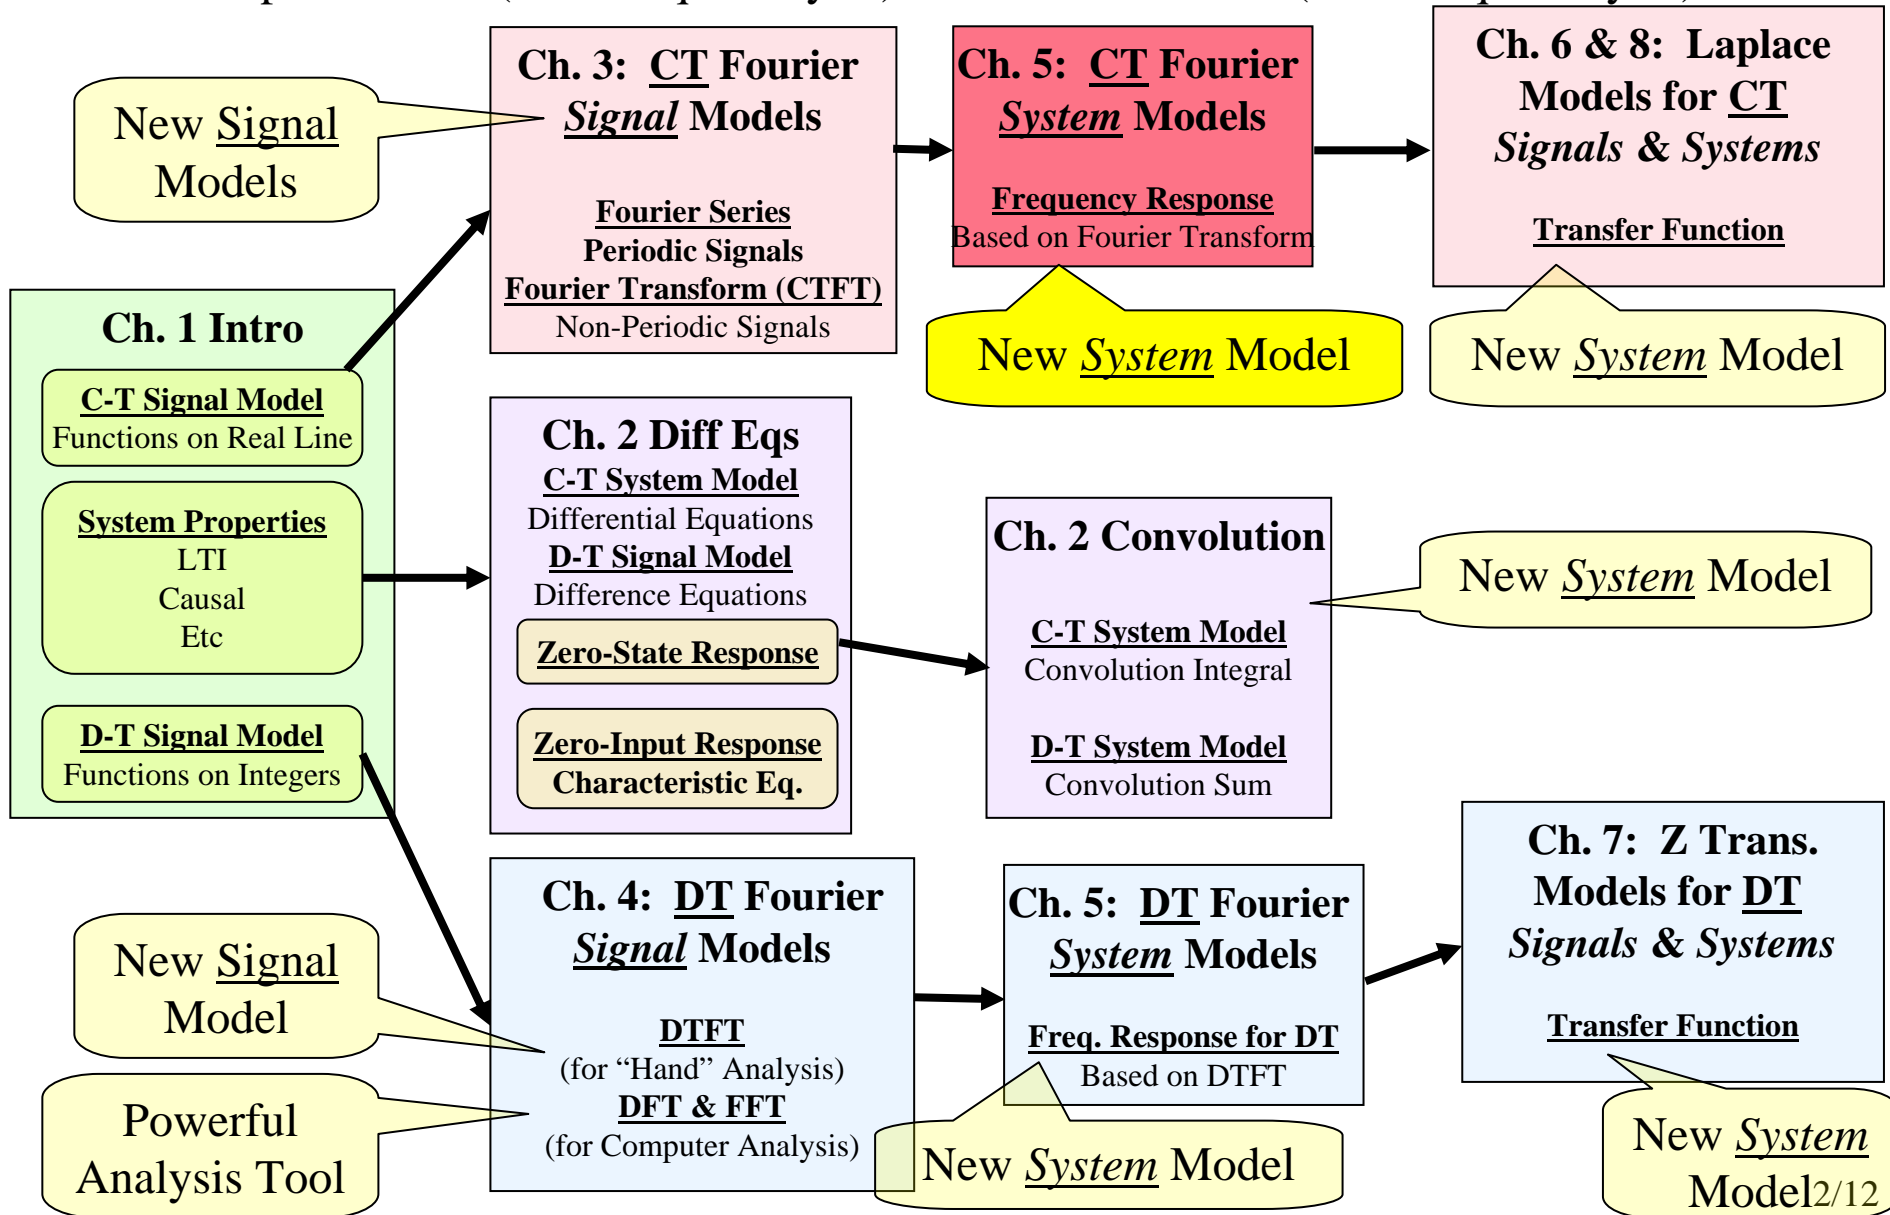 Ch. 3: CT Fourier
Signal Models
Fourier Series
Periodic Signals
Fourier Transform (CTFT)
Non-Periodic Signals
Ch. 5: CT Fourier
System Models
Frequency Response
Based on Fourier Transform
Ch. 6 & 8: Laplace
Models for CT
Signals & Systems
Transfer Function
New Signal
Models
New System Model
New System Model
Ch. 1 Intro
C-T Signal Model
Functions on Real Line
System Properties
LTI
Causal
Etc
D-T Signal Model
Functions on Integers
Ch. 2 Diff Eqs
C-T System Model
Differential Equations
D-T Signal Model
Difference Equations
Zero-State Response
Zero-Input Response
Characteristic Eq.
Ch. 2 Convolution
C-T System Model
Convolution Integral
D-T System Model
Convolution Sum
New System Model
Ch. 4: DT Fourier
Signal Models
DTFT
(for “Hand” Analysis)
DFT & FFT
(for Computer Analysis)
New Signal
Model
Powerful
Analysis Tool
Ch. 5: DT Fourier
System Models
Freq. Response for DT
Based on DTFT
New System Model
Ch. 7: Z Trans.
Models for DT
Signals & Systems
Transfer Function
New System
Model
2/12